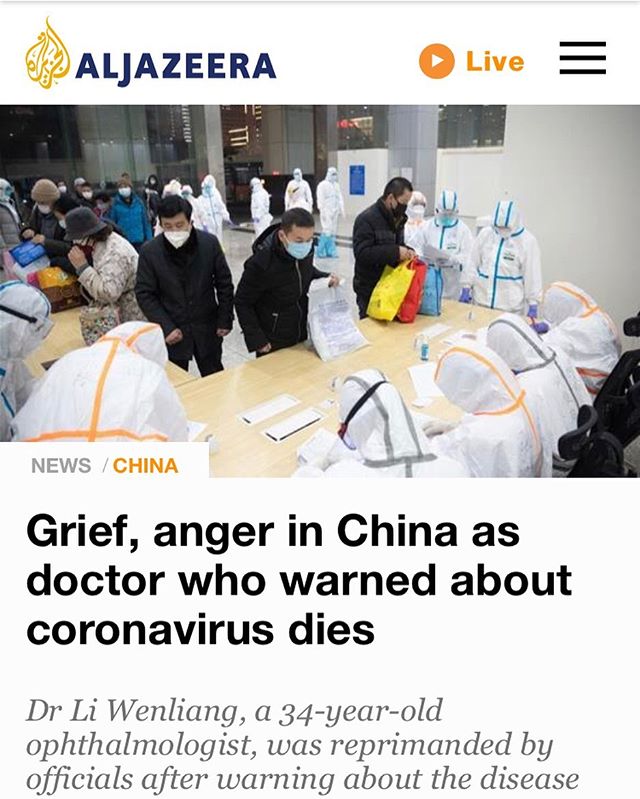 ALJAZEERA
Live
NEWS / CHINA
Grief, anger in China as
doctor who warned about
coronavirus dies
Dr Li Wenliang, a 34-year-old
ophthalmologist, was reprimanded by
officials after warning about the disease